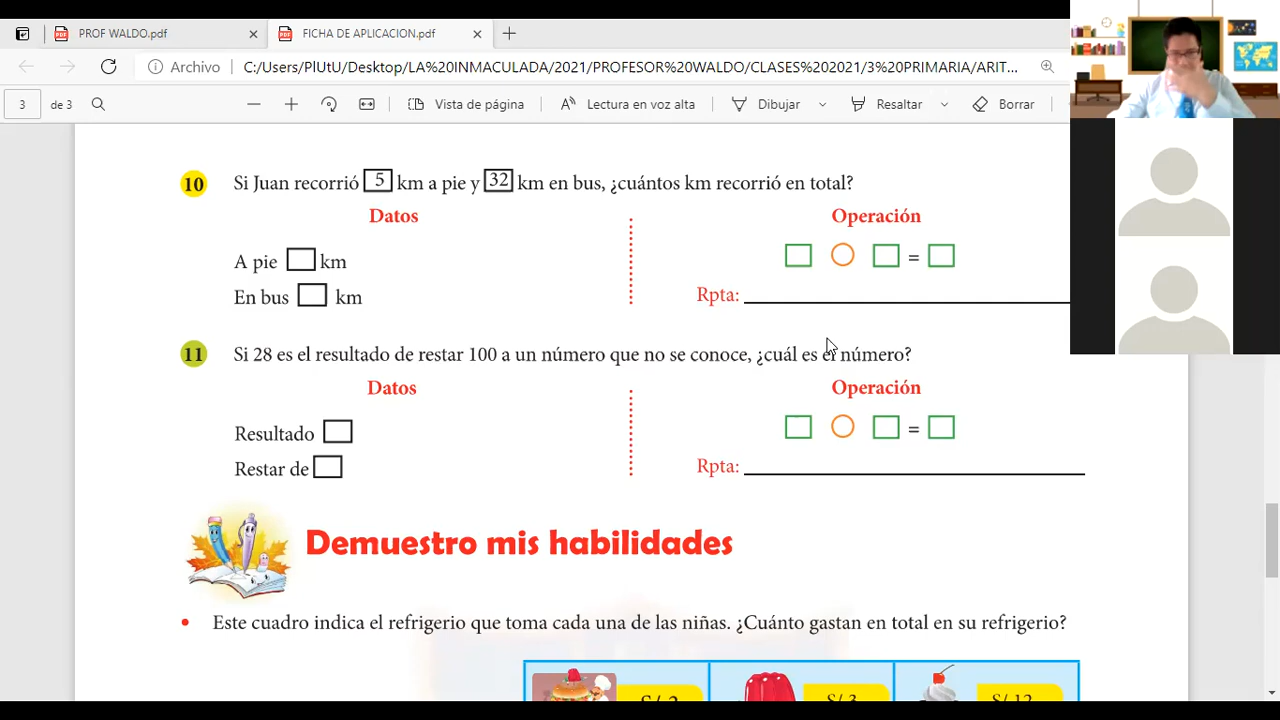 PROF WALDO.pdf
FICHA DE APLICACION.pdf
Archivo C:/Users/PlUtU/Desktop/LA%20INMACULADA/2021/PROFESOR%20WALDO/CLASES%202021/3%20PRIMARIA/ARIT...
3 de 3 Vista de página Lectura en voz alta Dibujar Resaltar Borrar
10 Si Juan recorrió 5 km a pie y 32 km en bus, ¿cuántos km recorrió en total?
Datos Operación
A pie km =
En bus km Rpta:
11 Si 28 es el resultado de restar 100 a un número que no se conoce, ¿cuál es el número?
Datos Operación
Resultado =
Restar de Rpta:
Demuestro mis habilidades
• Este cuadro indica el refrigerio que toma cada una de las niñas. ¿Cuánto gastan en total en su refrigerio?
S/ 2 S/ 3 S/ 12